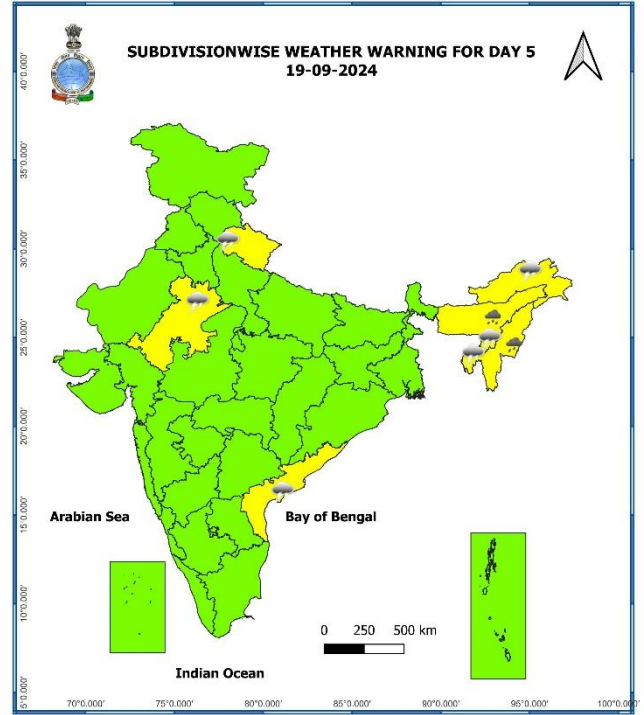 SUBDIVISIONWISE WEATHER WARNING FOR DAY 5
19-09-2024
40°0.000'
35°0.000'
30°0.000'
25°0.000'
20°0.000'
15°0.000'
10°0.000'
5°0.000'
Arabian Sea
Bay of Bengal
0 250 500 km
Indian Ocean
70°0.000' 75°0.000' 80°0.000' 85°0.000' 90°0.000' 95°0.000' 100°0.000'